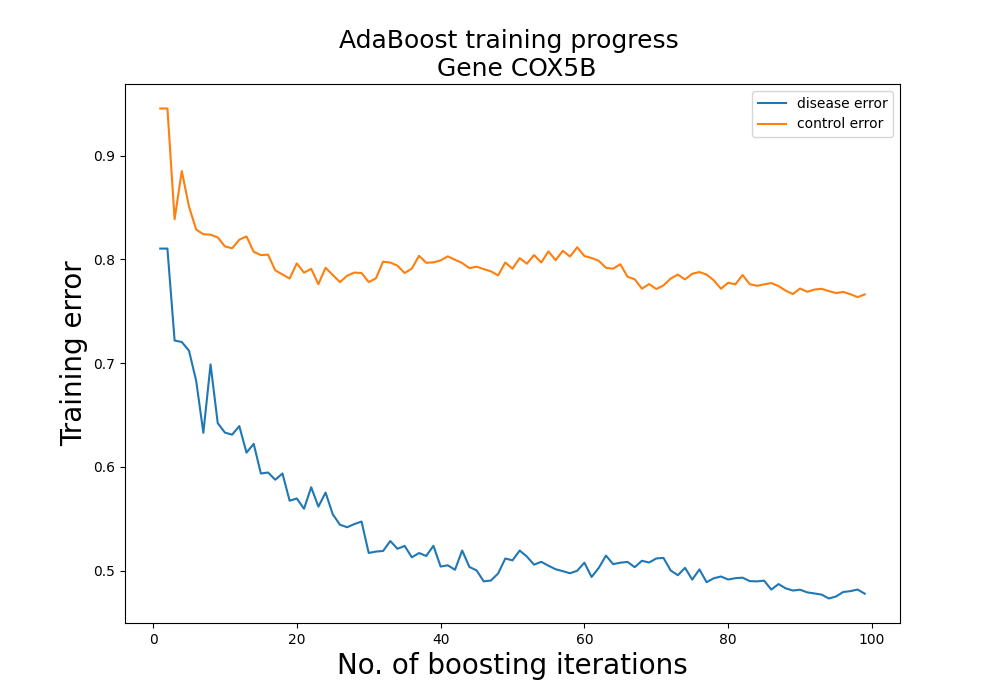 AdaBoost training progress
Gene COX5B
disease error
control error
Training error
0.9
0.8
0.7
0.6
0.5
0
20
40
60
80
100
No. of boosting iterations